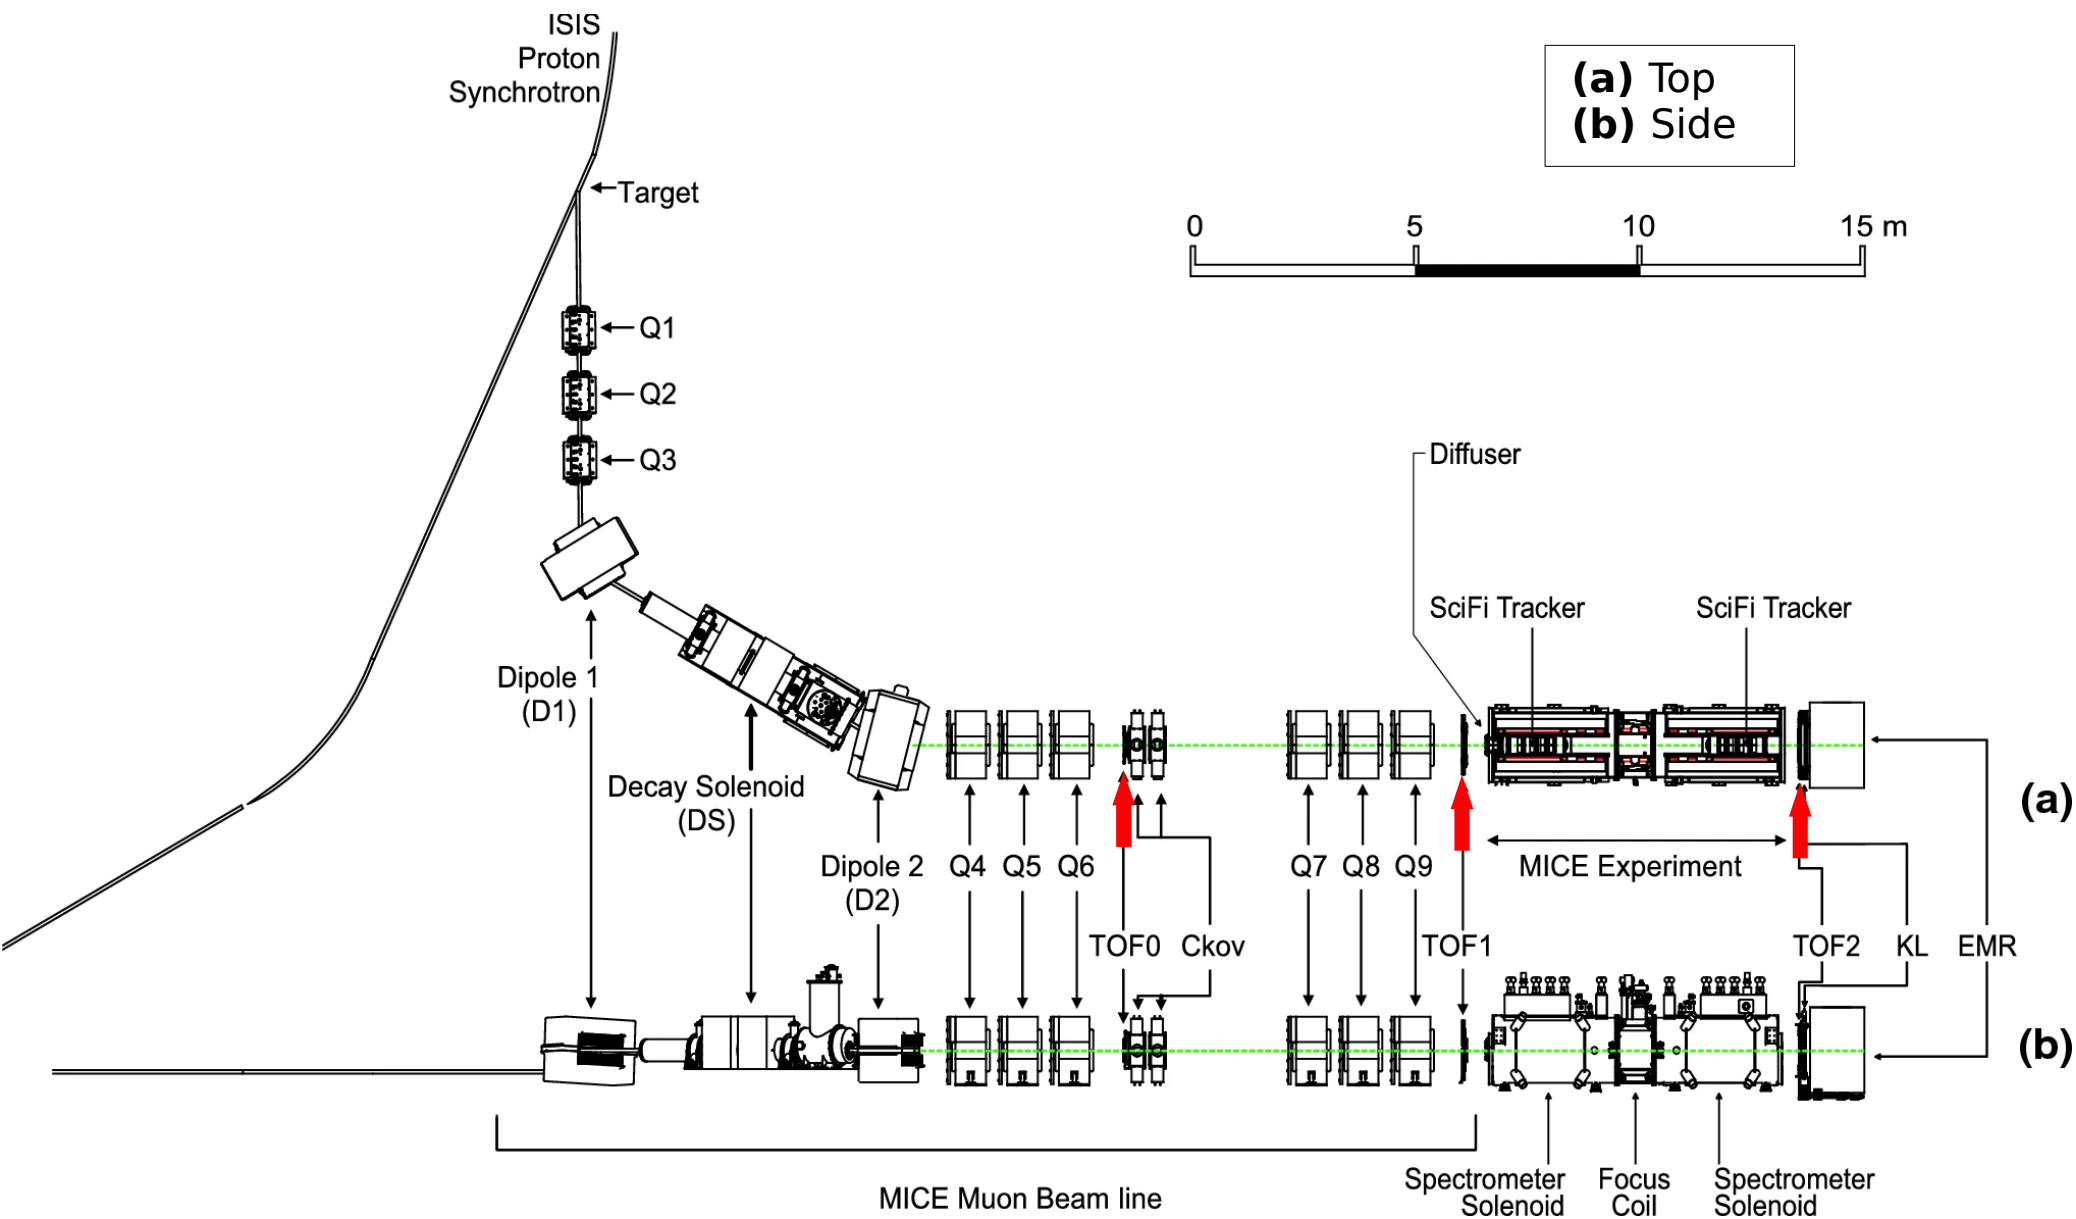 ISIS
Proton
Synchrotron
(a) Top
(b) Side
Target
0 5 10 15 m
Q1
Q2
Q3
Diffuser
SciFi Tracker SciFi Tracker
Dipole 1
(D1)
Decay Solenoid
(DS)
(a)
Dipole 2
(D2)
Q4 Q5 Q6 Q7 Q8 Q9 MICE Experiment
TOF0 Ckov TOF1 TOF2 KL EMR
(b)
MICE Muon Beam line
Spectrometer
Solenoid
Focus
Coil
Spectrometer
Solenoid